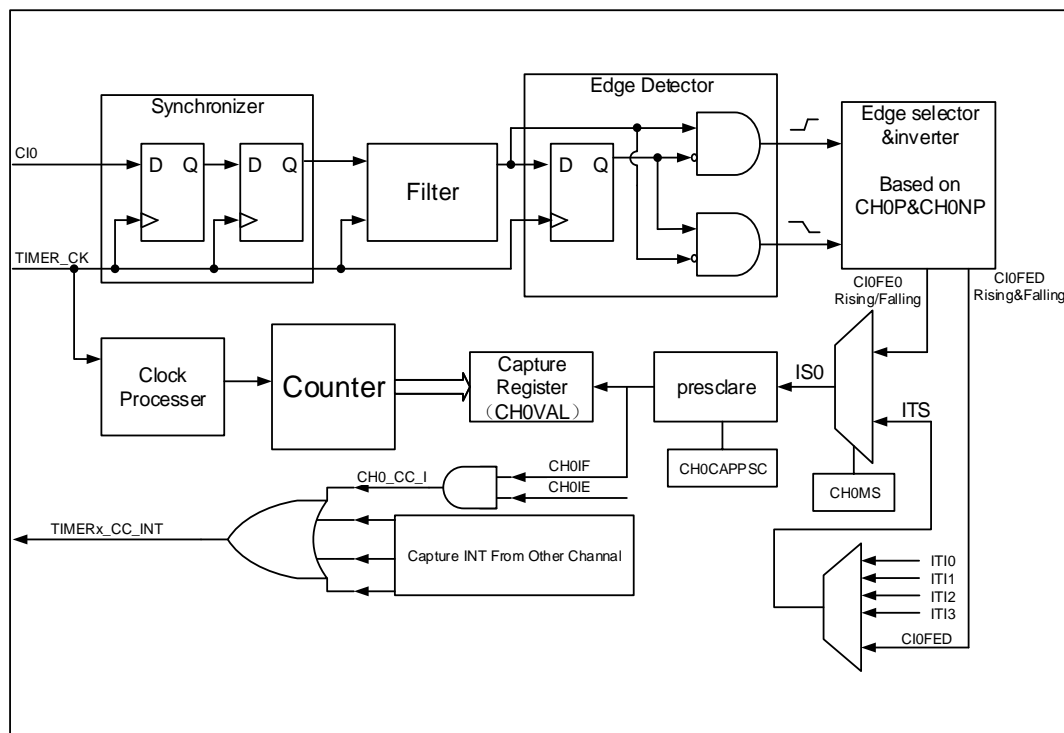 Synchronizer
Edge Detector
CI0
D Q
D Q
Filter
D Q
Edge selector
&inverter
Based on
CH0P&CH0NP
TIMER_CK
CI0FE0
Rising/Falling
CI0FED
Rising&Falling
Clock
Processer
Counter
Capture
Register
（CH0VAL）
presclare
IS0
ITS
CH0CAPPSC
CH0MS
CH0_CC_I
CH0IF
CH0IE
TIMERx_CC_INT
Capture INT From Other Channal
ITI0
ITI1
ITI2
ITI3
CI0FED